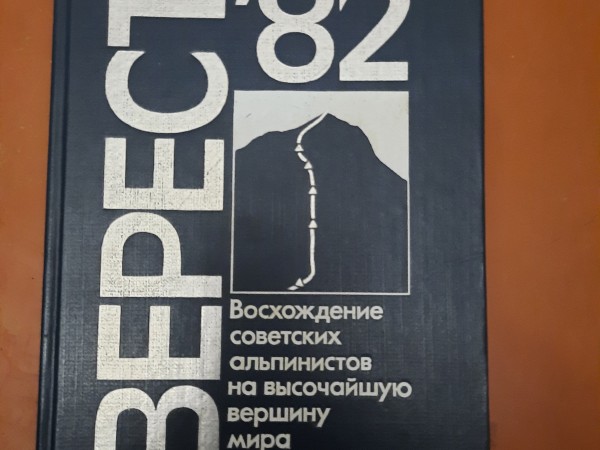 ВЕРЕСТ
'82
Восхождение
советских
альпинистов
на высочайшую
вершину
мира